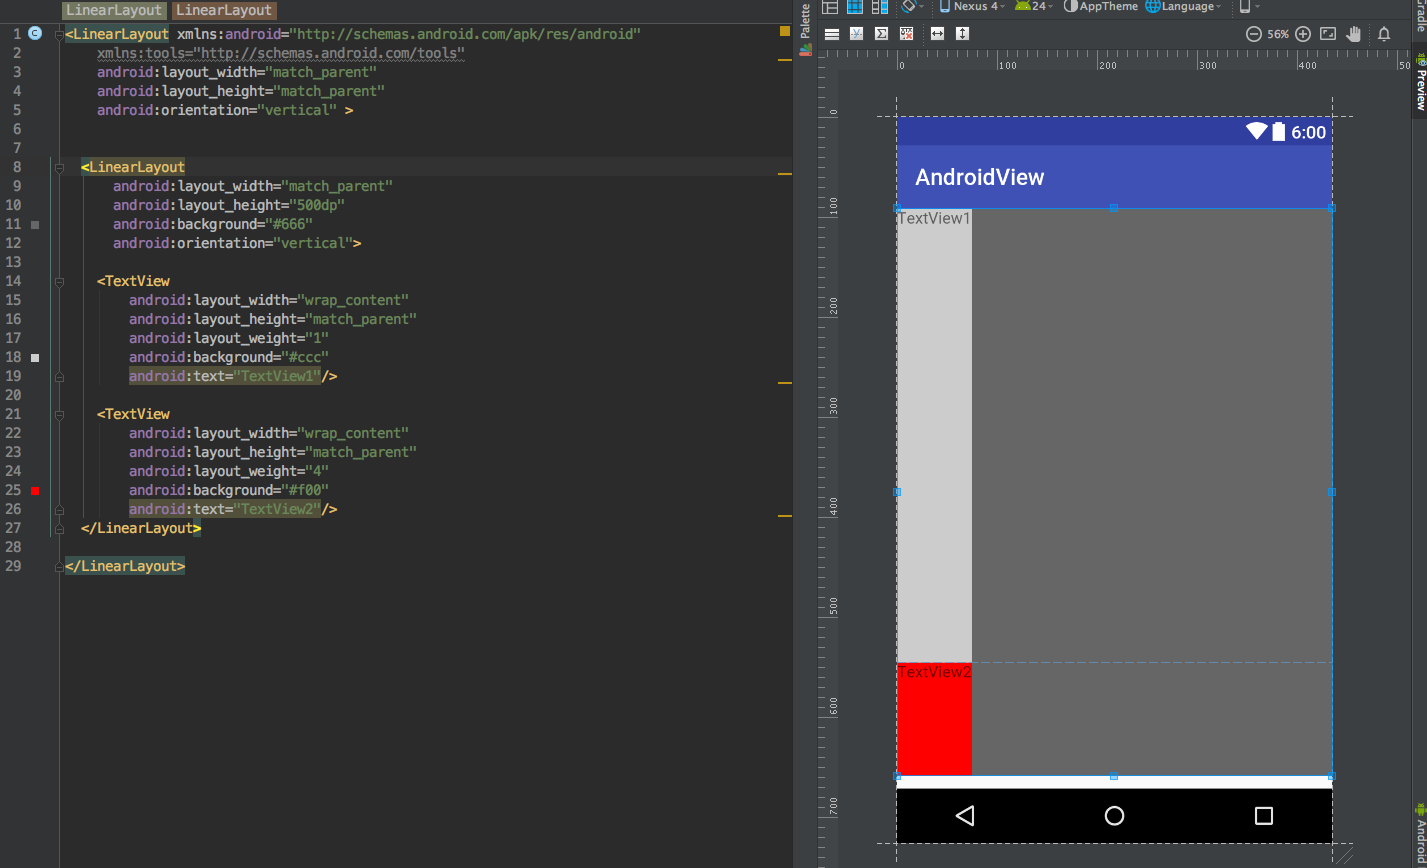 LinearLayout LinearLayout
1 <LinearLayout xmlns:android="http://schemas.android.com/apk/res/android"
2 xmlns:tools="http://schemas.android.com/tools"
3 android:layout_width="match_parent"
4 android:layout_height="match_parent"
5 android:orientation="vertical" >
6
7
8 <LinearLayout
9 android:layout_width="match_parent"
10 android:layout_height="500dp"
11 android:background="#666"
12 android:orientation="vertical">
13
14 <TextView
15 android:layout_width="wrap_content"
16 android:layout_height="match_parent"
17 android:layout_weight="1"
18 android:background="#ccc"
19 android:text="TextView1"/>
20
21 <TextView
22 android:layout_width="wrap_content"
23 android:layout_height="match_parent"
24 android:layout_weight="4"
25 android:background="#f00"
26 android:text="TextView2"/>
27 </LinearLayout>
28
29 </LinearLayout>
Palette
Nexus 4 24 AppTheme Language
56%
0 100 200 300 400 50
0
100
200
300
400
500
600
700
6:00
AndroidView
TextView1
TextView2
Gradle
Preview
Android